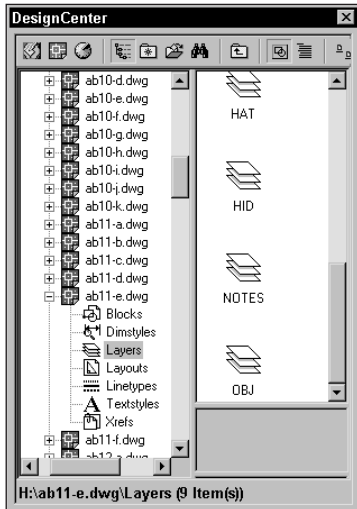 DesignCenter
ab10-d.dwg
ab10-e.dwg
ab10-f.dwg
ab10-g.dwg
ab10-h.dwg
ab10-i.dwg
ab10-j.dwg
ab10-k.dwg
ab11-a.dwg
ab11-b.dwg
ab11-c.dwg
ab11-d.dwg
ab11-e.dwg
Blocks
Dimstyles
Layers
Layouts
Linetypes
Textstyles
Xrefs
ab11-f.dwg
ab12-a.dwg
HAT
HID
NOTES
OBJ
H:\ab11-e.dwg\Layers (9 Item(s))